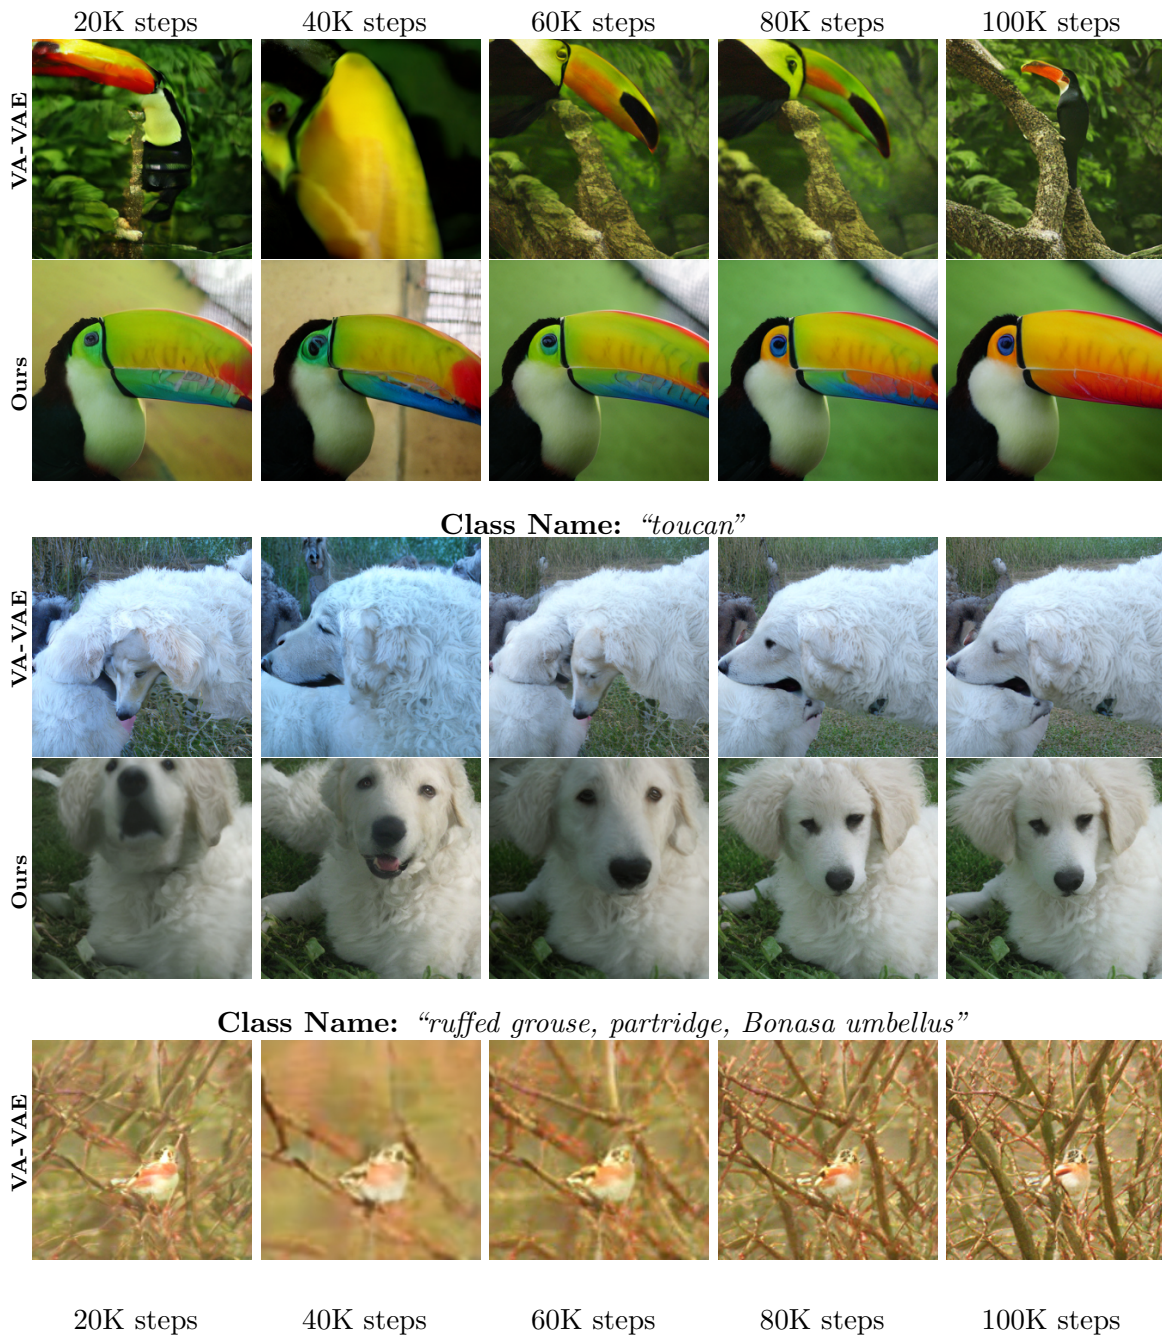 20K steps 40K steps 60K steps 80K steps 100K steps
VA-VAE
Ours
Class Name: “toucan”
VA-VAE
Ours
Class Name: “ruffed grouse, partridge, Bonasa umbellus”
VA-VAE
20K steps 40K steps 60K steps 80K steps 100K steps